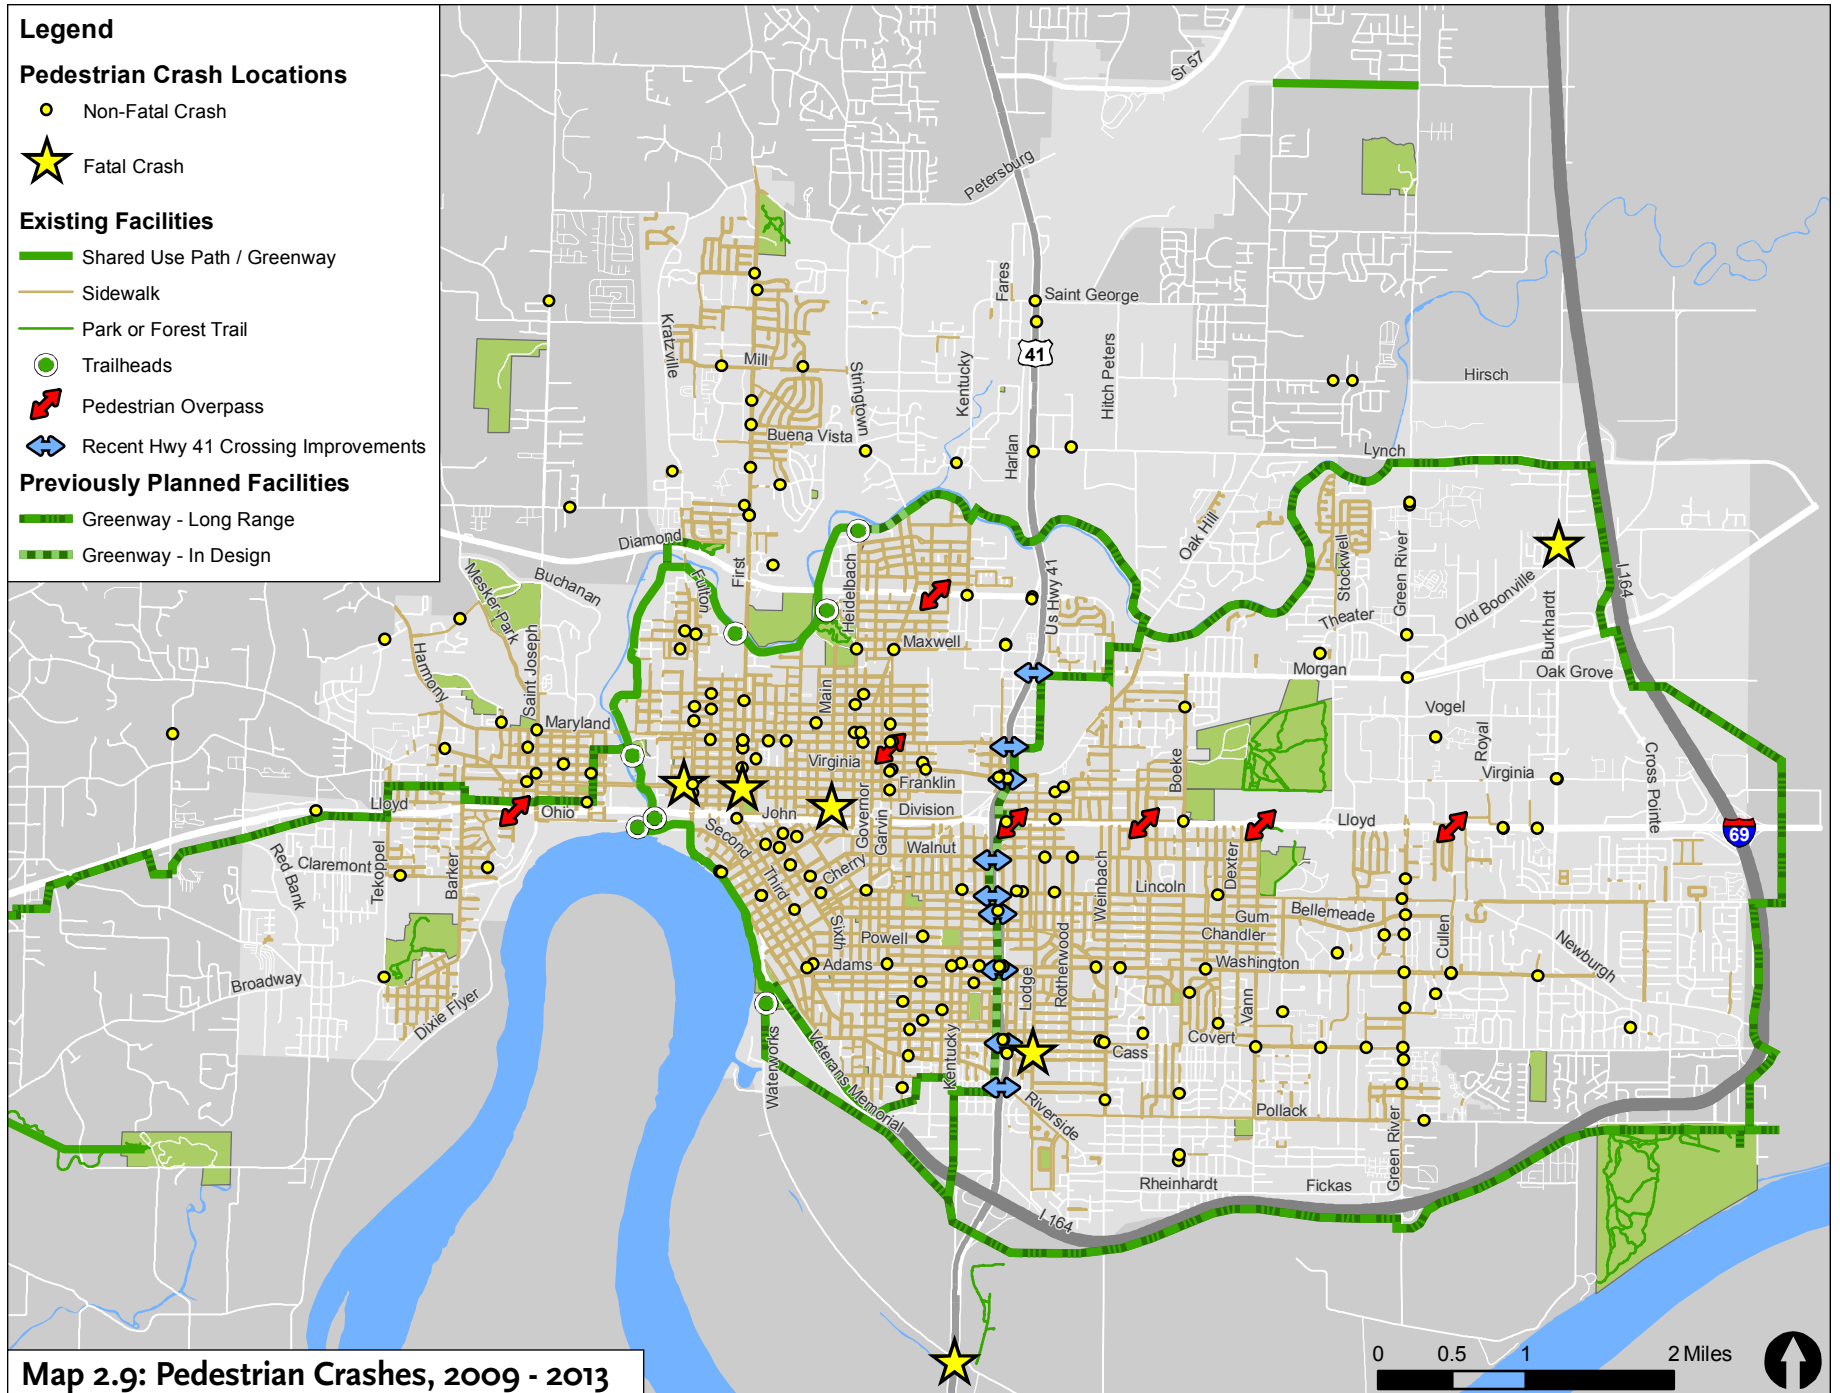 Legend
Pedestrian Crash Locations
Non-Fatal Crash
Fatal Crash
Existing Facilities
Shared Use Path / Greenway
Sidewalk
Park or Forest Trail
Trailheads
Pedestrian Overpass
Recent Hwy 41 Crossing Improvements
Previously Planned Facilities
Greenway - Long Range
Greenway - In Design
Sr 57
Petersburg
Fares
Saint George
41
Kratzville
Mill
Stringtown
Kentucky
Hitch Peters
Hirsch
Buena Vista
Harlan
Lynch
Diamond
Oak Hill
Stockwell
Green River
Mesker Park
Buchanan
Fulton
First
Heidelbach
Us Hwy 41
Old Boonville
Burkhardt
I 164
Theater
Harmony
Saint Joseph
Maxwell
Morgan
Oak Grove
Maryland
Main
Vogel
Royal
Cross Pointe
Virginia
Franklin
Boeke
Virginia
Lloyd
Ohio
John
Governor
Garvin
Division
Lloyd
69
Second
Walnut
Red Bank
Claremont
Tekoppel
Barker
Third
Cherry
Weinbach
Lincoln
Dexter
Gum
Bellemeade
Chandler
Cullen
Newburgh
Sixth
Powell
Adams
Rotherwood
Washington
Broadway
Dixie Flyer
Lodge
Vann
Waterworks
Veterans Memorial
Kentucky
Cass
Covert
Riverside
Pollack
Green River
Rheinhardt
Fickas
I 164
0 0.5 1 2 Miles
Map 2.9: Pedestrian Crashes, 2009 - 2013